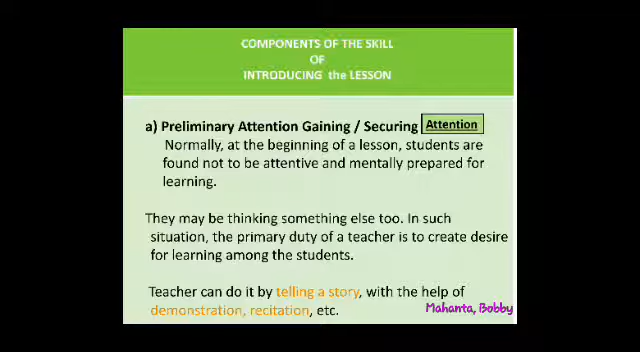 COMPONENTS OF THE SKILL
OF
INTRODUCING the LESSON
a) Preliminary Attention Gaining / Securing Attention
Normally, at the beginning of a lesson, students are
found not to be attentive and mentally prepared for
learning.
They may be thinking something else too. In such
situation, the primary duty of a teacher is to create desire
for learning among the students.
Teacher can do it by telling a story, with the help of
demonstration, recitation, etc.
Mahanta, Bobby